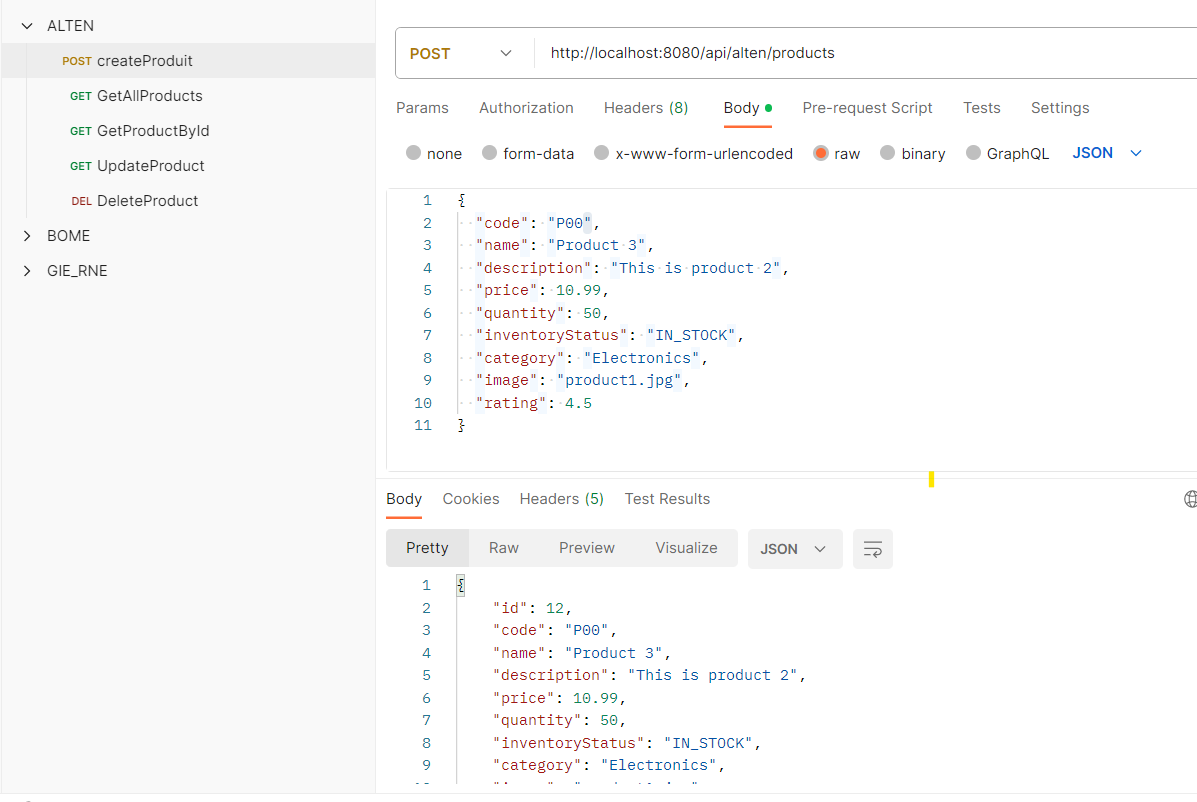 ALTEN
POST createProduit
GET GetAllProducts
GET GetProductById
GET UpdateProduct
DEL DeleteProduct
BOME
GIE_RNE
POST http://localhost:8080/api/alten/products
Params Authorization Headers (8) Body Pre-request Script Tests Settings
none form-data x-www-form-urlencoded raw binary GraphQL JSON
1 {
2 "code": "P00",
3 "name": "Product 3",
4 "description": "This is product 2",
5 "price": 10.99,
6 "quantity": 50,
7 "inventoryStatus": "IN_STOCK",
8 "category": "Electronics",
9 "image": "product1.jpg",
10 "rating": 4.5
11 }
Body Cookies Headers (5) Test Results
Pretty Raw Preview Visualize JSON
1 {
2 "id": 12,
3 "code": "P00",
4 "name": "Product 3",
5 "description": "This is product 2",
6 "price": 10.99,
7 "quantity": 50,
8 "inventoryStatus": "IN_STOCK",
9 "category": "Electronics",